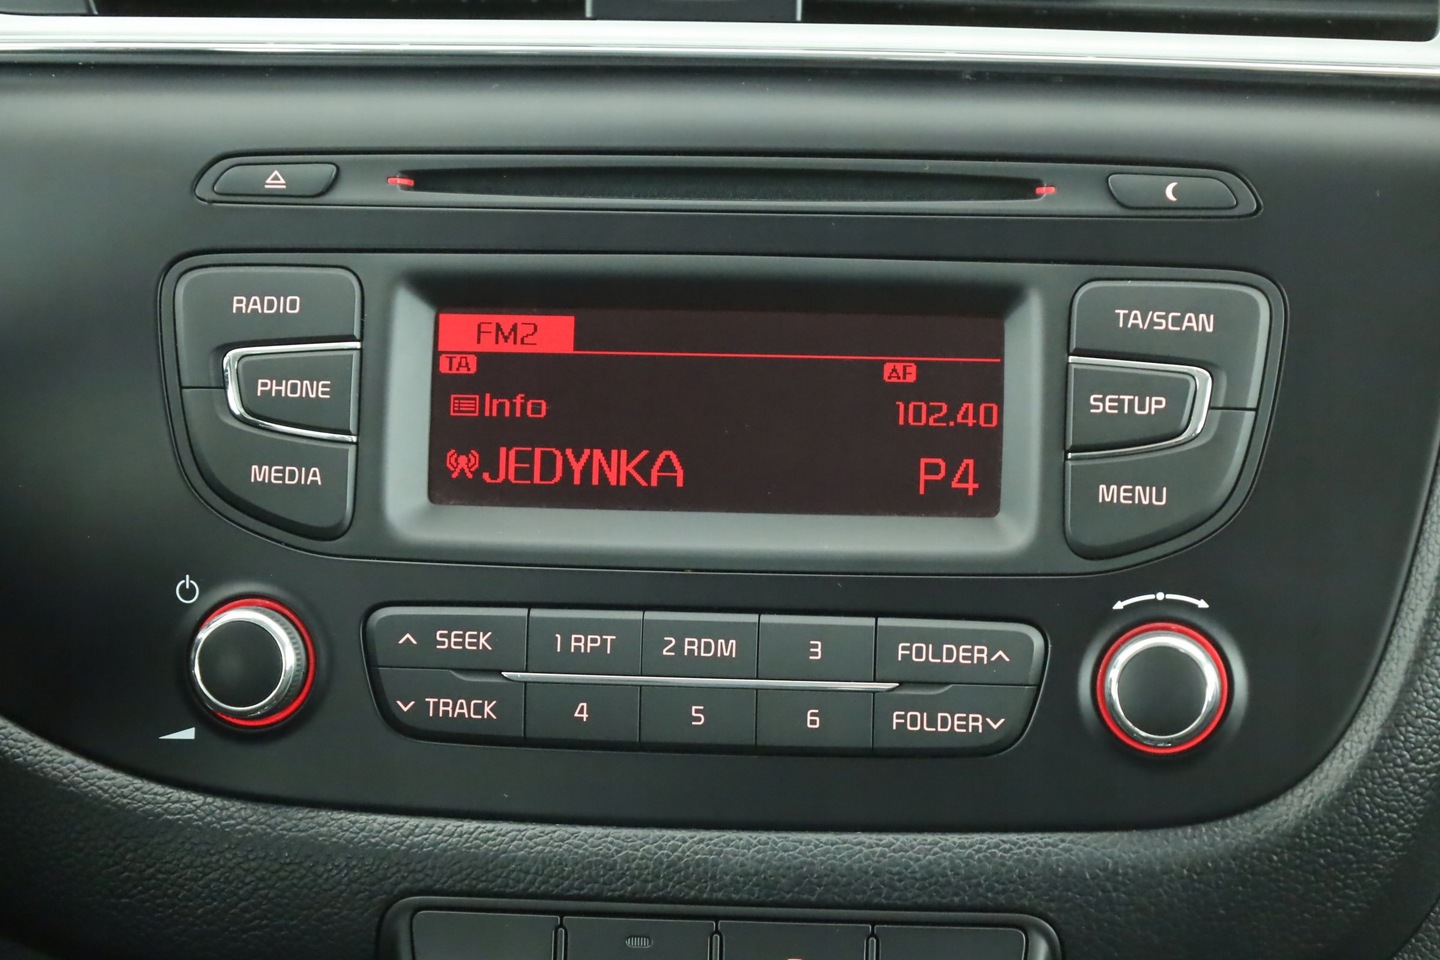 RADIO
PHONE
MEDIA
FM2
TA
AF
Info
102.40
JEDYNKA
P4
TA/SCAN
SETUP
MENU
SEEK
1 RPT
2 RDM
3
FOLDER
TRACK
4
5
6
FOLDER